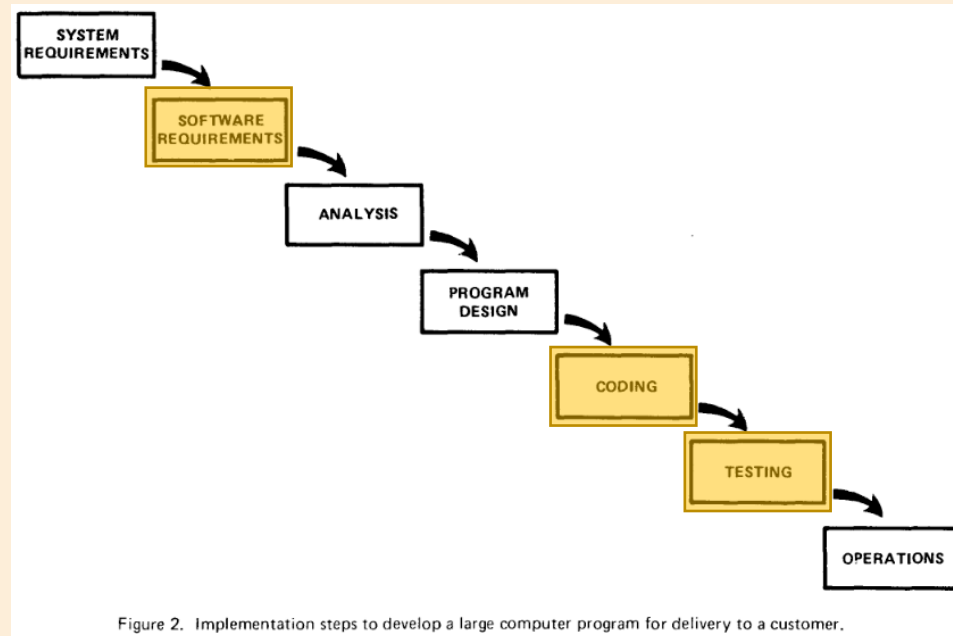 SYSTEM
REQUIREMENTS
SOFTWARE
REQUIREMENTS
ANALYSIS
PROGRAM
DESIGN
CODING
TESTING
OPERATIONS
Figure 2. Implementation steps to develop a large computer program for delivery to a customer.